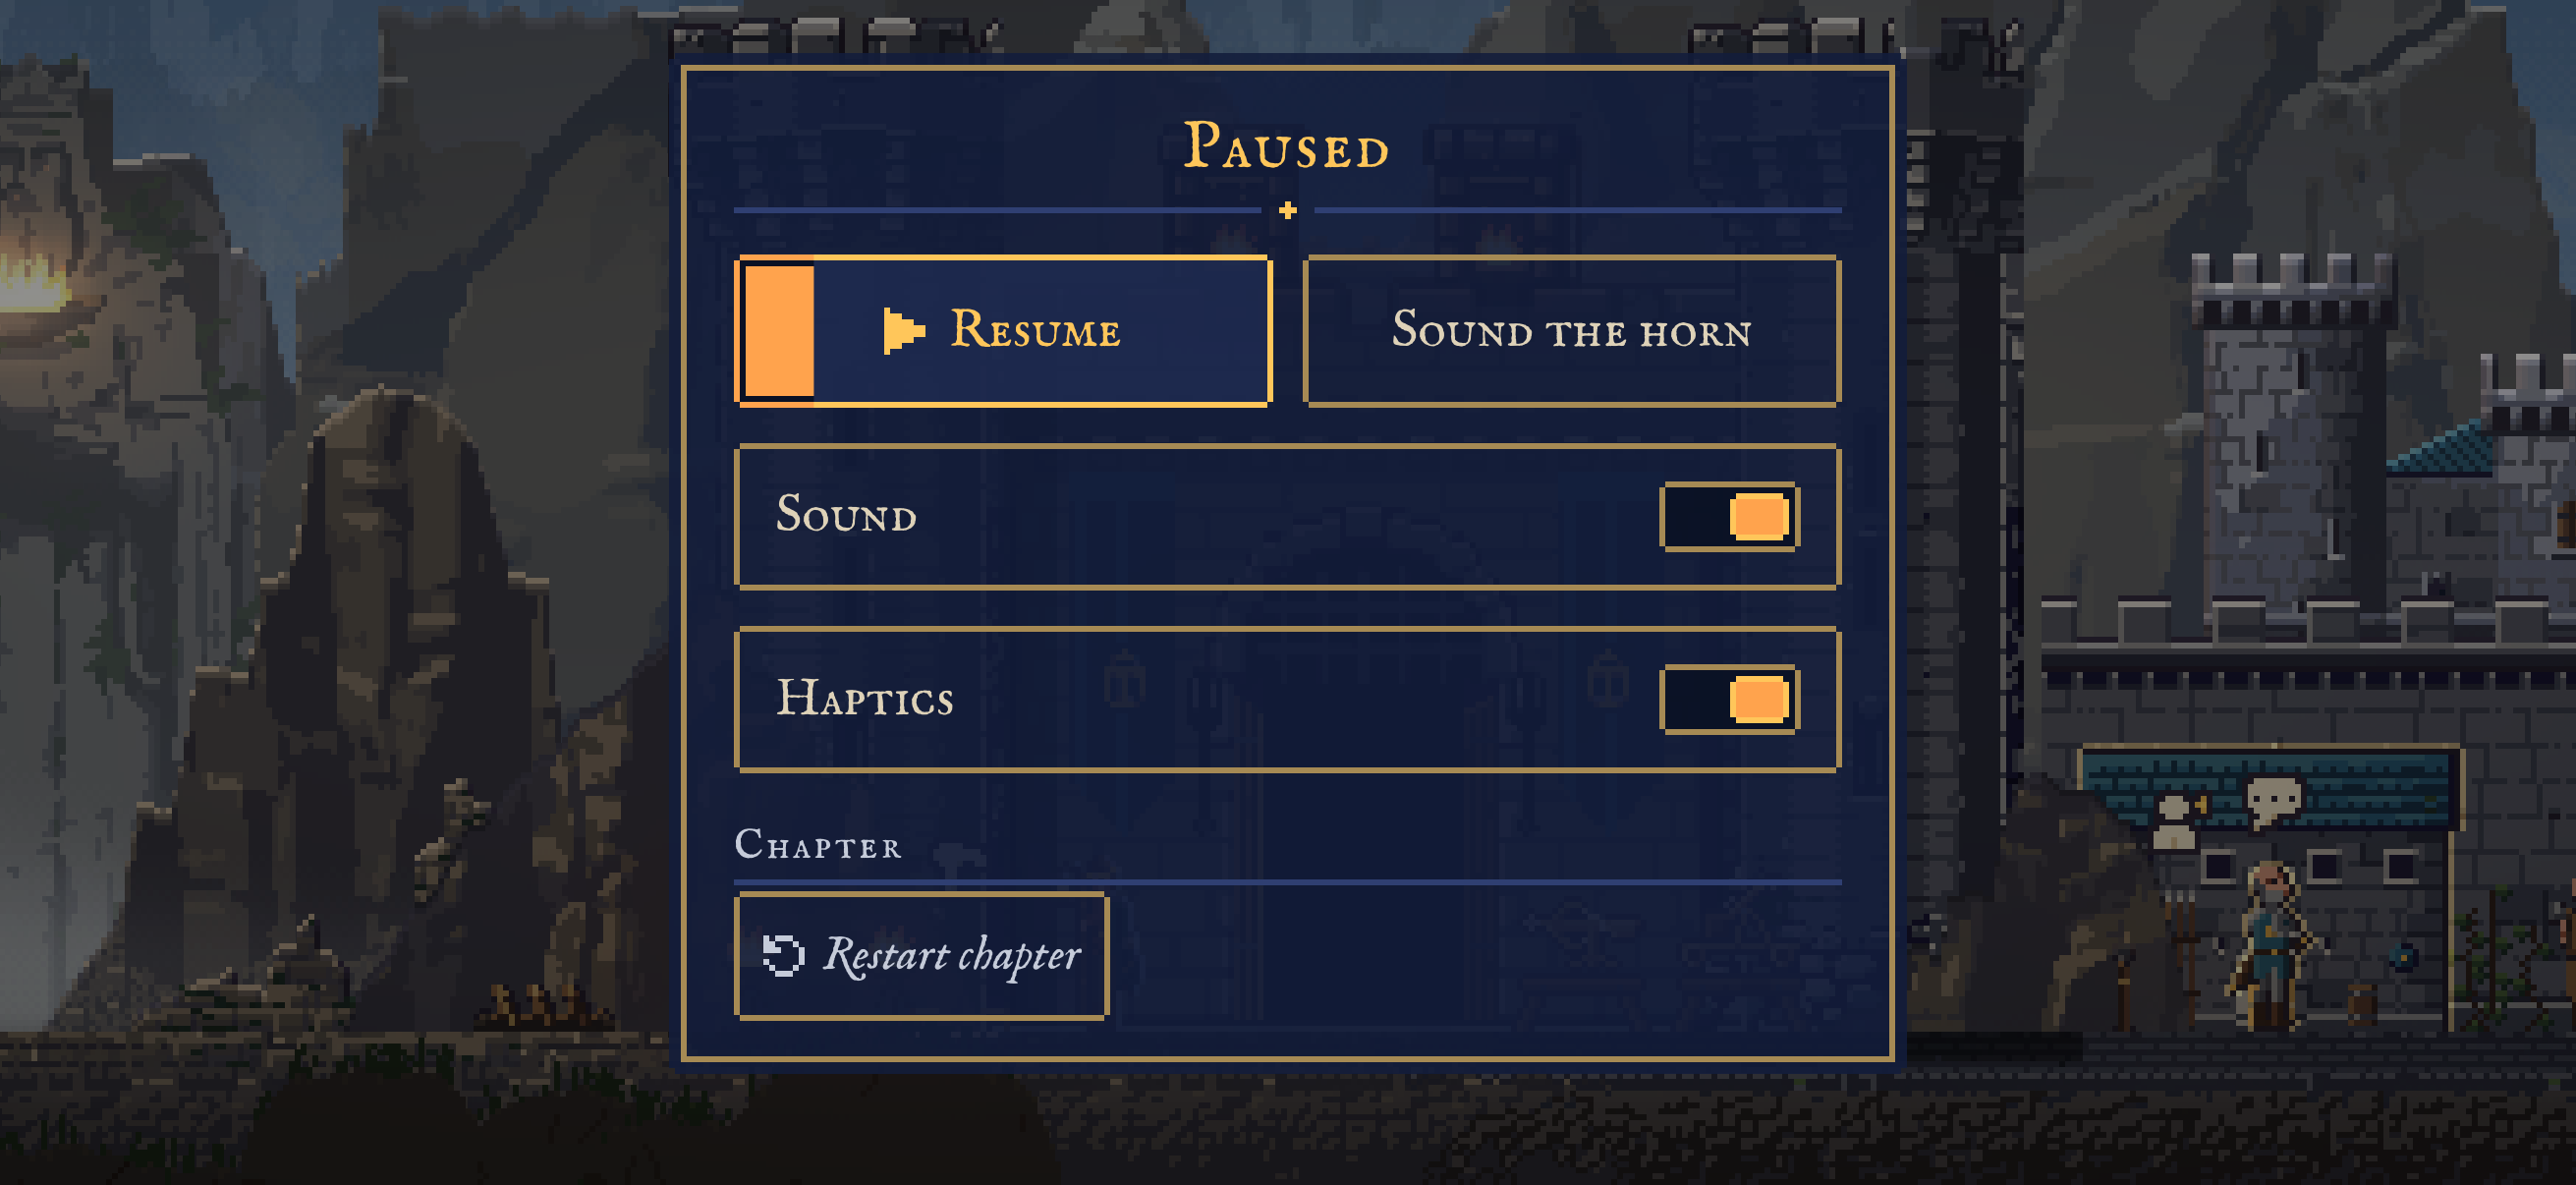 Paused
Resume
Sound the horn
Sound
Haptics
Chapter
Restart chapter